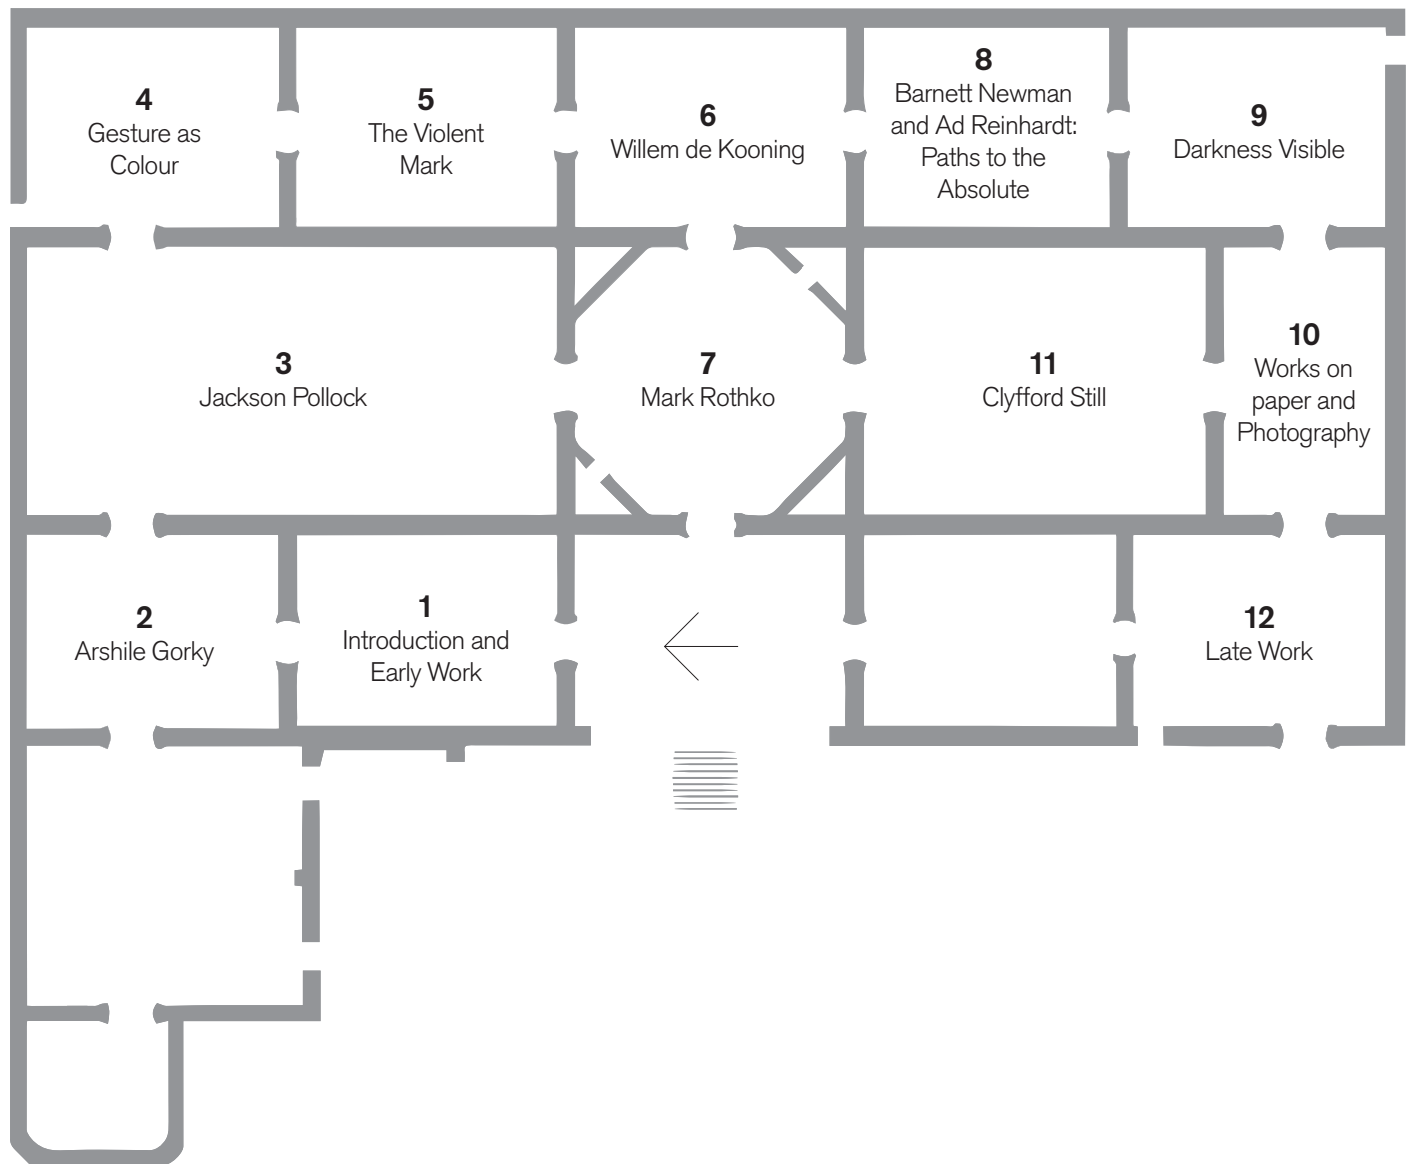 4
Gesture as
Colour
5
The Violent
Mark
6
Willem de Kooning
8
Barnett Newman
and Ad Reinhardt:
Paths to the
Absolute
9
Darkness Visible
3
Jackson Pollock
7
Mark Rothko
11
Clyfford Still
10
Works on
paper and
Photography
2
Arshile Gorky
1
Introduction and
Early Work
12
Late Work